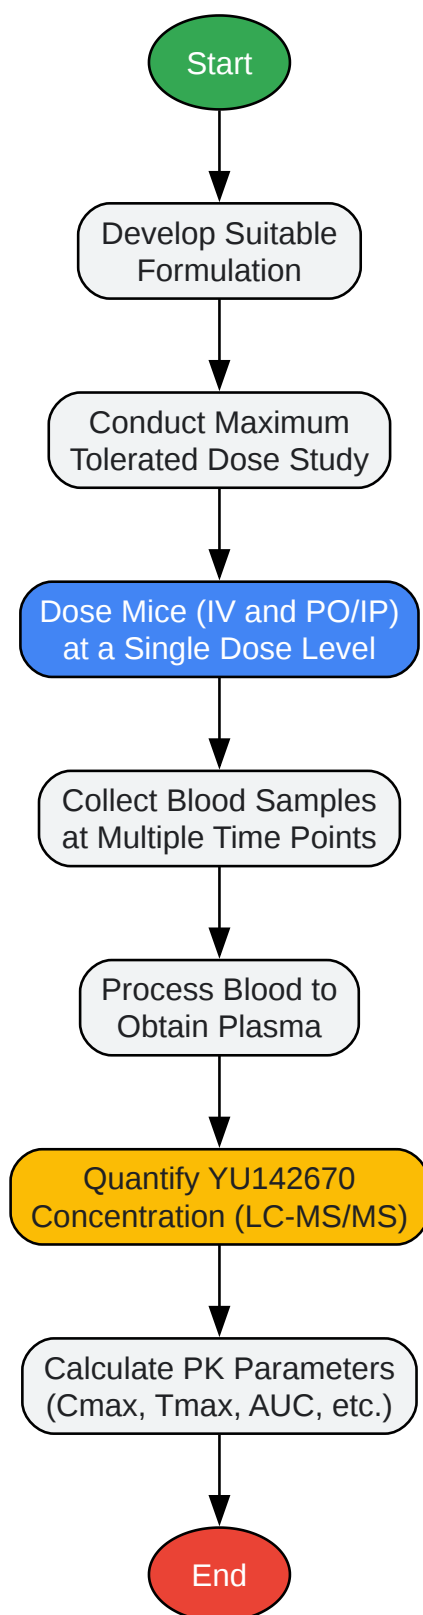 Start
Develop Suitable
Formulation
Conduct Maximum
Tolerated Dose Study
Dose Mice (IV and PO/IP)
at a Single Dose Level
Collect Blood Samples
at Multiple Time Points
Process Blood to
Obtain Plasma
Quantify YU142670
Concentration (LC-MS/MS)
Calculate PK Parameters
(Cmax, Tmax, AUC, etc.)
End